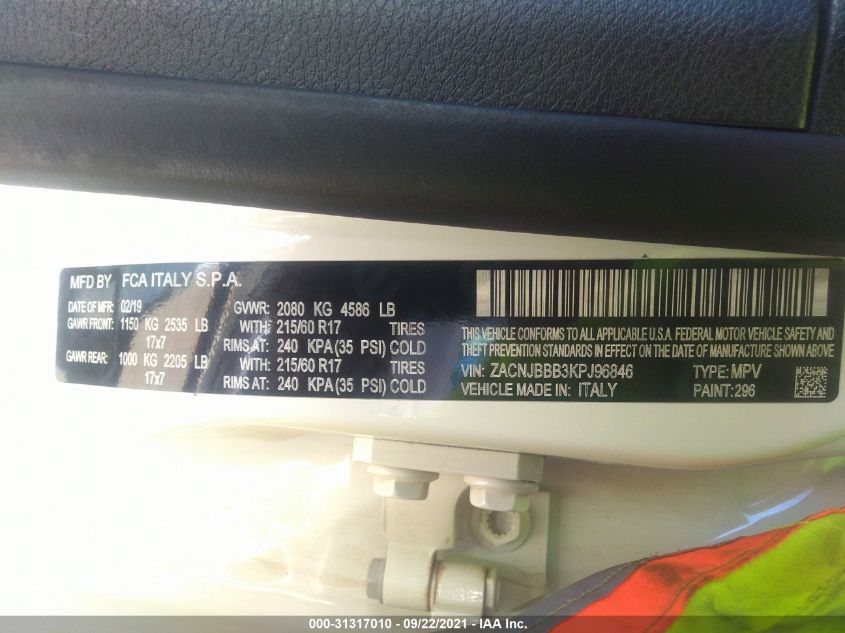 MFD BY FCA ITALY S.P.A.
DATE OF MFR: 02/19 GVWR: 2080 KG 4586 LB
GAWR FRONT: 1150 KG 2535 LB WITH: 215/60 R17 TIRES
17x7 RIMS AT: 240 KPA (35 PSI) COLD
GAWR REAR: 1000 KG 2205 LB WITH: 215/60 R17 TIRES
17x7 RIMS AT: 240 KPA (35 PSI) COLD
THIS VEHICLE CONFORMS TO ALL APPLICABLE U.S.A. FEDERAL MOTOR VEHICLE SAFETY AND
THEFT PREVENTION STANDARDS IN EFFECT ON THE DATE OF MANUFACTURE SHOWN ABOVE.
VIN: ZACNJBBB3KPJ96846 TYPE: MPV
VEHICLE MADE IN: ITALY PAINT: 296
000-31317010 - 09/22/2021 - IAA Inc.